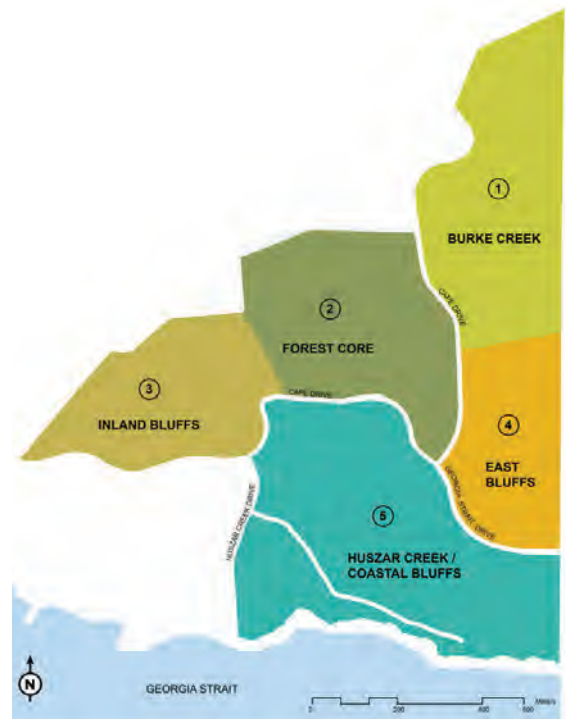 1
BURKE CREEK
CAPE DRIVE
2
FOREST CORE
CAPE DRIVE
3
INLAND BLUFFS
4
EAST
BLUFFS
GEORGIA STRAIT DRIVE
5
HUSZAR CREEK /
COASTAL BLUFFS
HUSZAR CREEK DRIVE
N
GEORGIA STRAIT
0 200 400 600 Meters